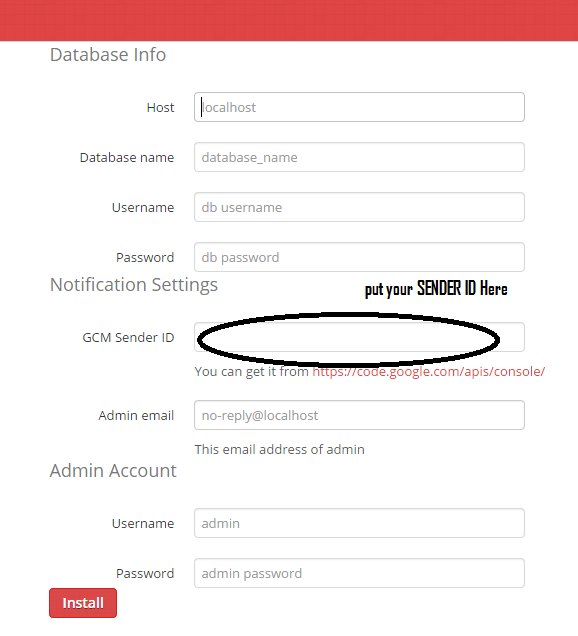 Database Info
Host localhost
Database name database_name
Username db username
Password db password
Notification Settings put your SENDER ID Here
GCM Sender ID
You can get it from https://code.google.com/apis/console/
Admin email no-reply@localhost
This email address of admin
Admin Account
Username admin
Password admin password
Install